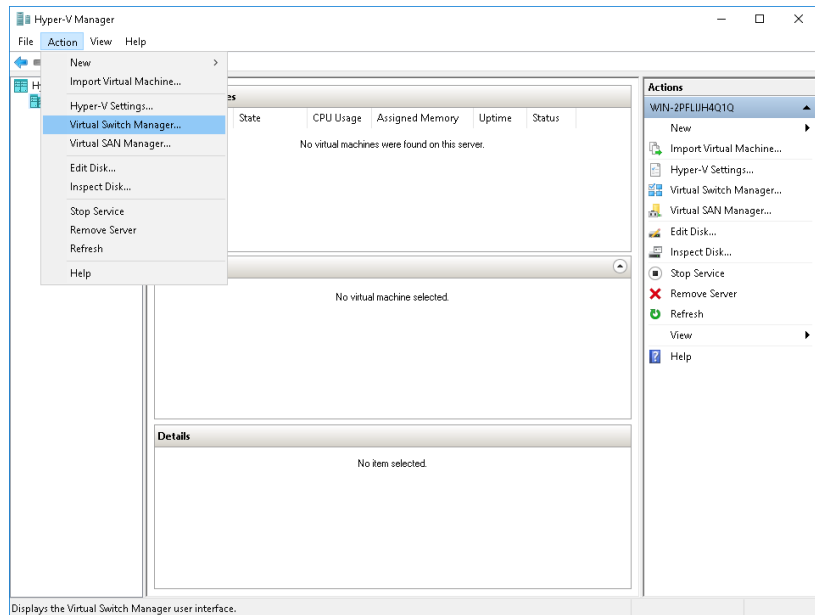 Hyper-V Manager
File Action View Help
New
Import Virtual Machine...
Hyper-V Settings...
Virtual Switch Manager...
Virtual SAN Manager...
Edit Disk...
Inspect Disk...
Stop Service
Remove Server
Refresh
Help
State CPU Usage Assigned Memory Uptime Status
No virtual machines were found on this server.
No virtual machine selected.
Details
No item selected.
Actions
WIN-2PFLIJH4Q1Q
New
Import Virtual Machine...
Hyper-V Settings...
Virtual Switch Manager...
Virtual SAN Manager...
Edit Disk...
Inspect Disk...
Stop Service
Remove Server
Refresh
View
Help
Displays the Virtual Switch Manager user interface.